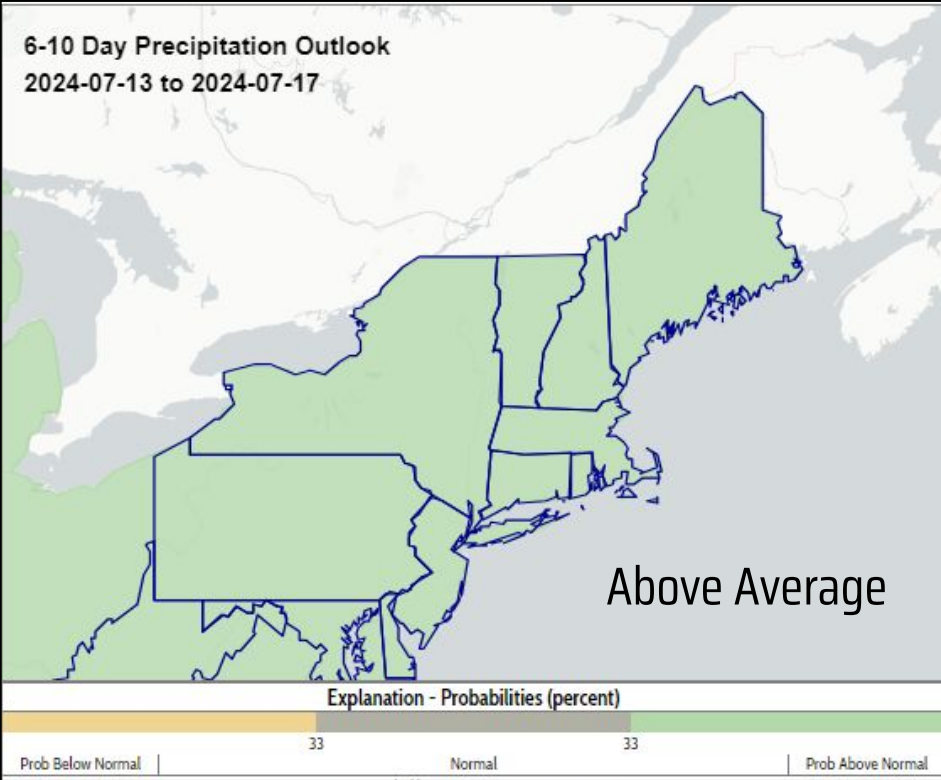 6-10 Day Precipitation Outlook
2024-07-13 to 2024-07-17
Above Average
Explanation - Probabilities (percent)
33 33
Prob Below Normal Normal Prob Above Normal